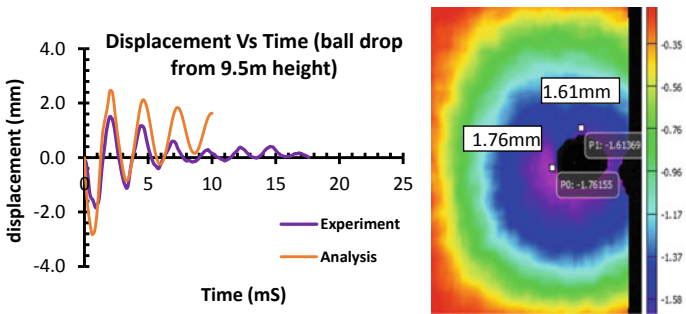 Displacement Vs Time (ball drop
from 9.5m height)
displacement (mm)
4.0
2.0
0.0
-2.0
-4.0
0
5
10
15
20
25
Experiment
Analysis
Time (mS)
1.61mm
1.76mm
P1: -1.61369
P0: -1.76155
-0.35
-0.55
-0.76
-0.96
-1.17
-1.37
-1.58